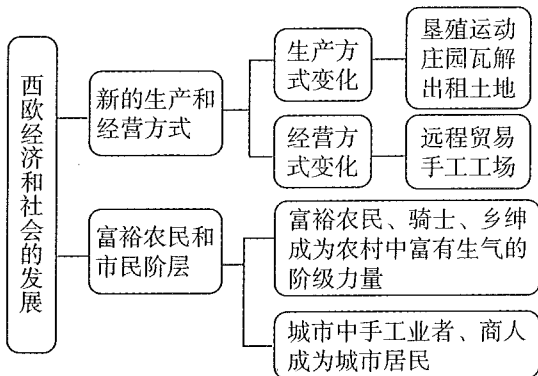 西欧经济和社会的发展
新的生产和
经营方式
生产方
式变化
垦殖运动
庄园瓦解
出租土地
经营方
式变化
远程贸易
手工工场
富裕农民和
市民阶层
富裕农民、骑士、乡绅
成为农村中富有生气的
阶级力量
城市中手工业者、商人
成为城市居民